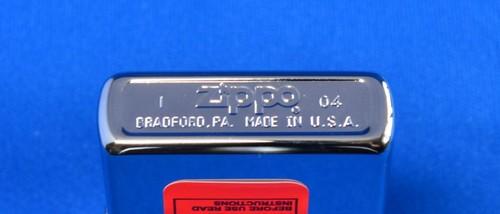 I zippo 04
BRADFORD, PA. MADE IN U.S.A.
BEFORE USE READ
INSTRUCTIONS